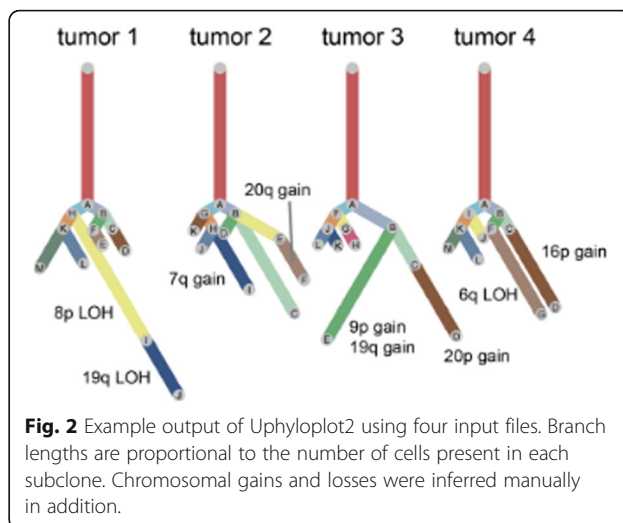 tumor 1 tumor 2 tumor 3 tumor 4
20q gain
16p gain
7q gain
6q LOH
8p LOH
9p gain
19q gain
20p gain
19q LOH
A
H B
K F C
E D
M L
I
J
A
G B
K H D E
J F
I C
A
F B
J G
L K H C
E D
A
I B
K J F C
M L
G D
Fig. 2 Example output of Uphyloplot2 using four input files. Branch
lengths are proportional to the number of cells present in each
subclone. Chromosomal gains and losses were inferred manually
in addition.